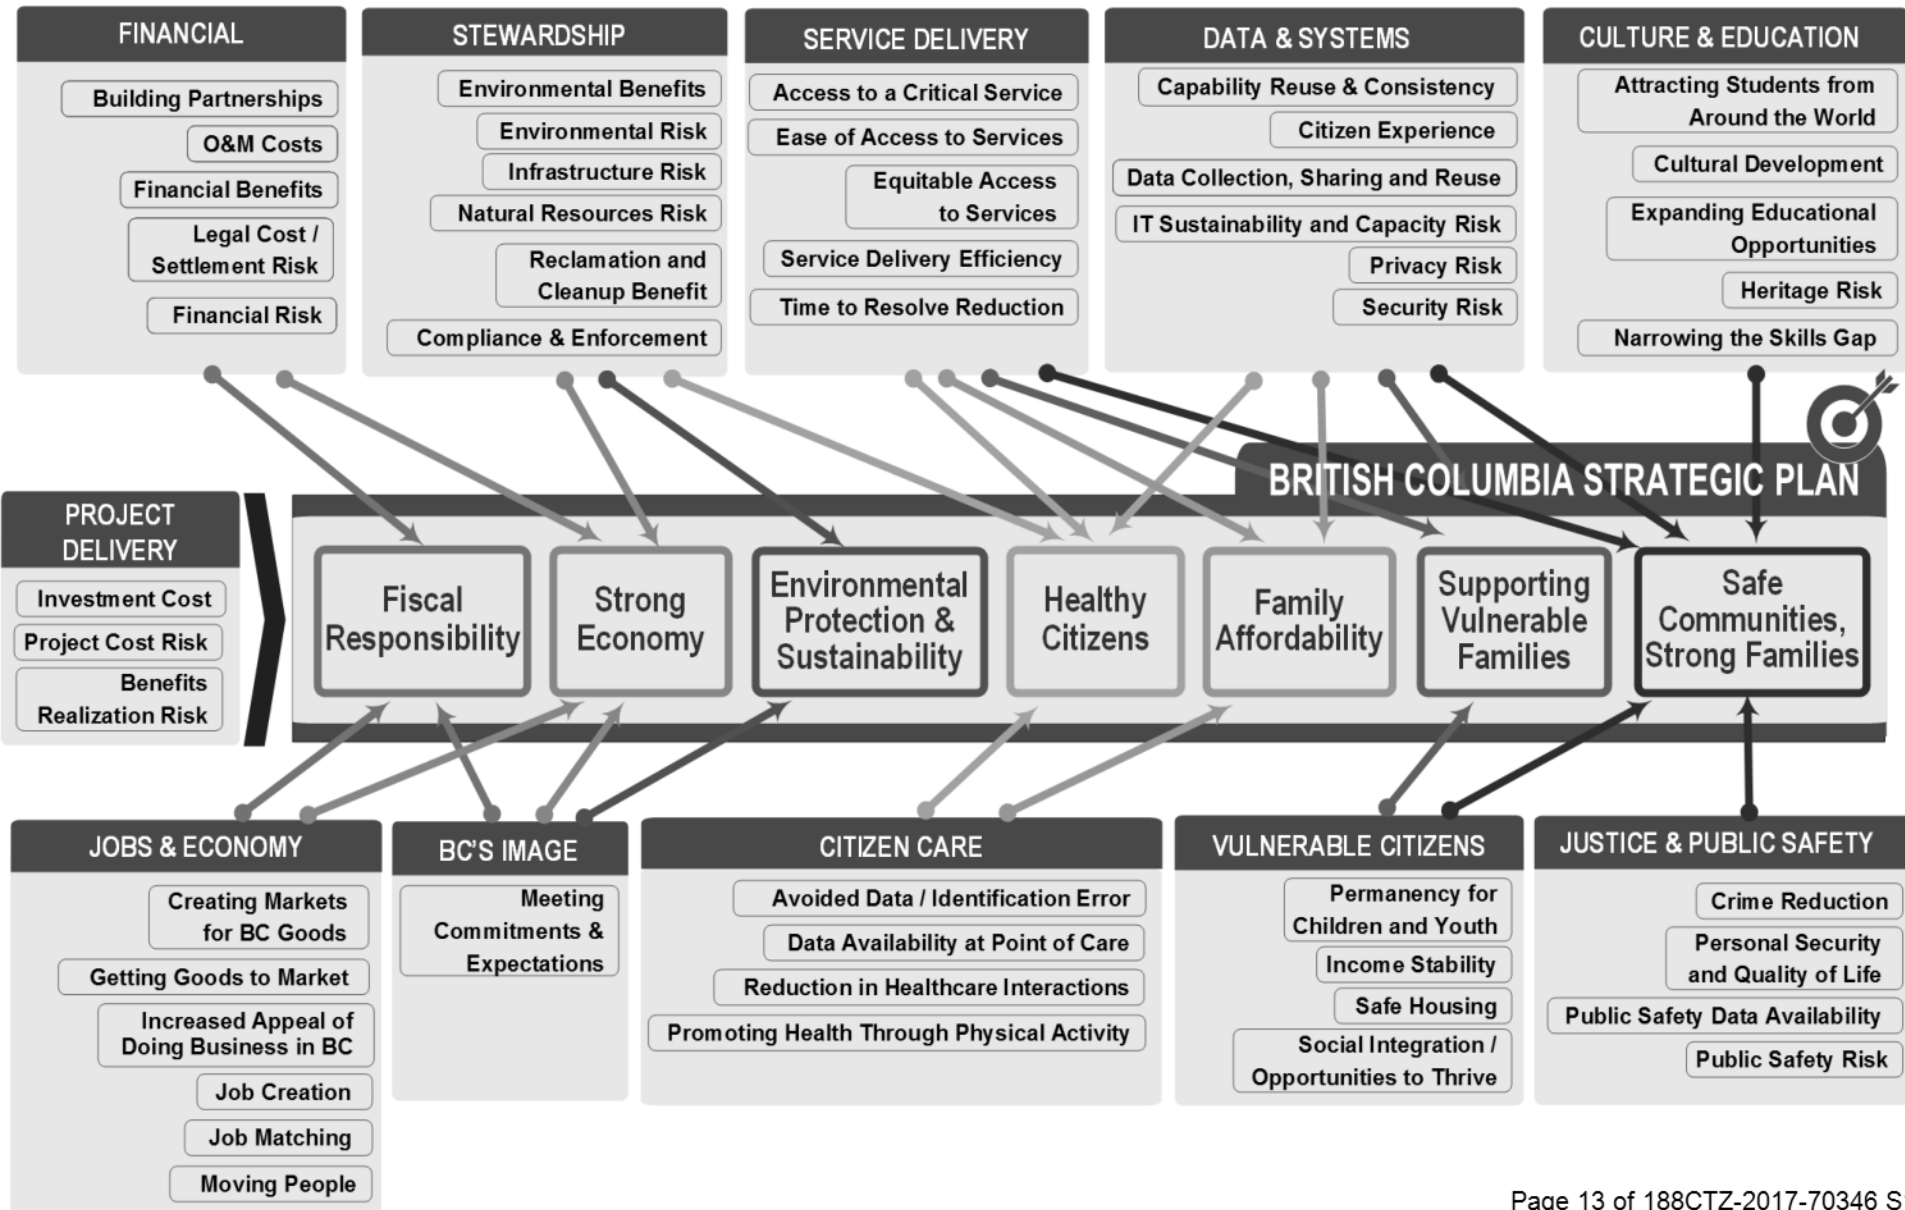 FINANCIAL
Building Partnerships
O&M Costs
Financial Benefits
Legal Cost /
Settlement Risk
Financial Risk
STEWARDSHIP
Environmental Benefits
Environmental Risk
Infrastructure Risk
Natural Resources Risk
Reclamation and
Cleanup Benefit
Compliance & Enforcement
SERVICE DELIVERY
Access to a Critical Service
Ease of Access to Services
Equitable Access
to Services
Service Delivery Efficiency
Time to Resolve Reduction
DATA & SYSTEMS
Capability Reuse & Consistency
Citizen Experience
Data Collection, Sharing and Reuse
IT Sustainability and Capacity Risk
Privacy Risk
Security Risk
CULTURE & EDUCATION
Attracting Students from
Around the World
Cultural Development
Expanding Educational
Opportunities
Heritage Risk
Narrowing the Skills Gap
BRITISH COLUMBIA STRATEGIC PLAN
PROJECT
DELIVERY
Investment Cost
Project Cost Risk
Benefits
Realization Risk
Fiscal
Responsibility
Strong
Economy
Environmental
Protection &
Sustainability
Healthy
Citizens
Family
Affordability
Supporting
Vulnerable
Families
Safe
Communities,
Strong Families
JOBS & ECONOMY
Creating Markets
for BC Goods
Getting Goods to Market
Increased Appeal of
Doing Business in BC
Job Creation
Job Matching
Moving People
BC'S IMAGE
Meeting
Commitments &
Expectations
CITIZEN CARE
Avoided Data / Identification Error
Data Availability at Point of Care
Reduction in Healthcare Interactions
Promoting Health Through Physical Activity
VULNERABLE CITIZENS
Permanency for
Children and Youth
Income Stability
Safe Housing
Social Integration /
Opportunities to Thrive
JUSTICE & PUBLIC SAFETY
Crime Reduction
Personal Security
and Quality of Life
Public Safety Data Availability
Public Safety Risk
Page 13 of 188CTZ-2017-70346 S